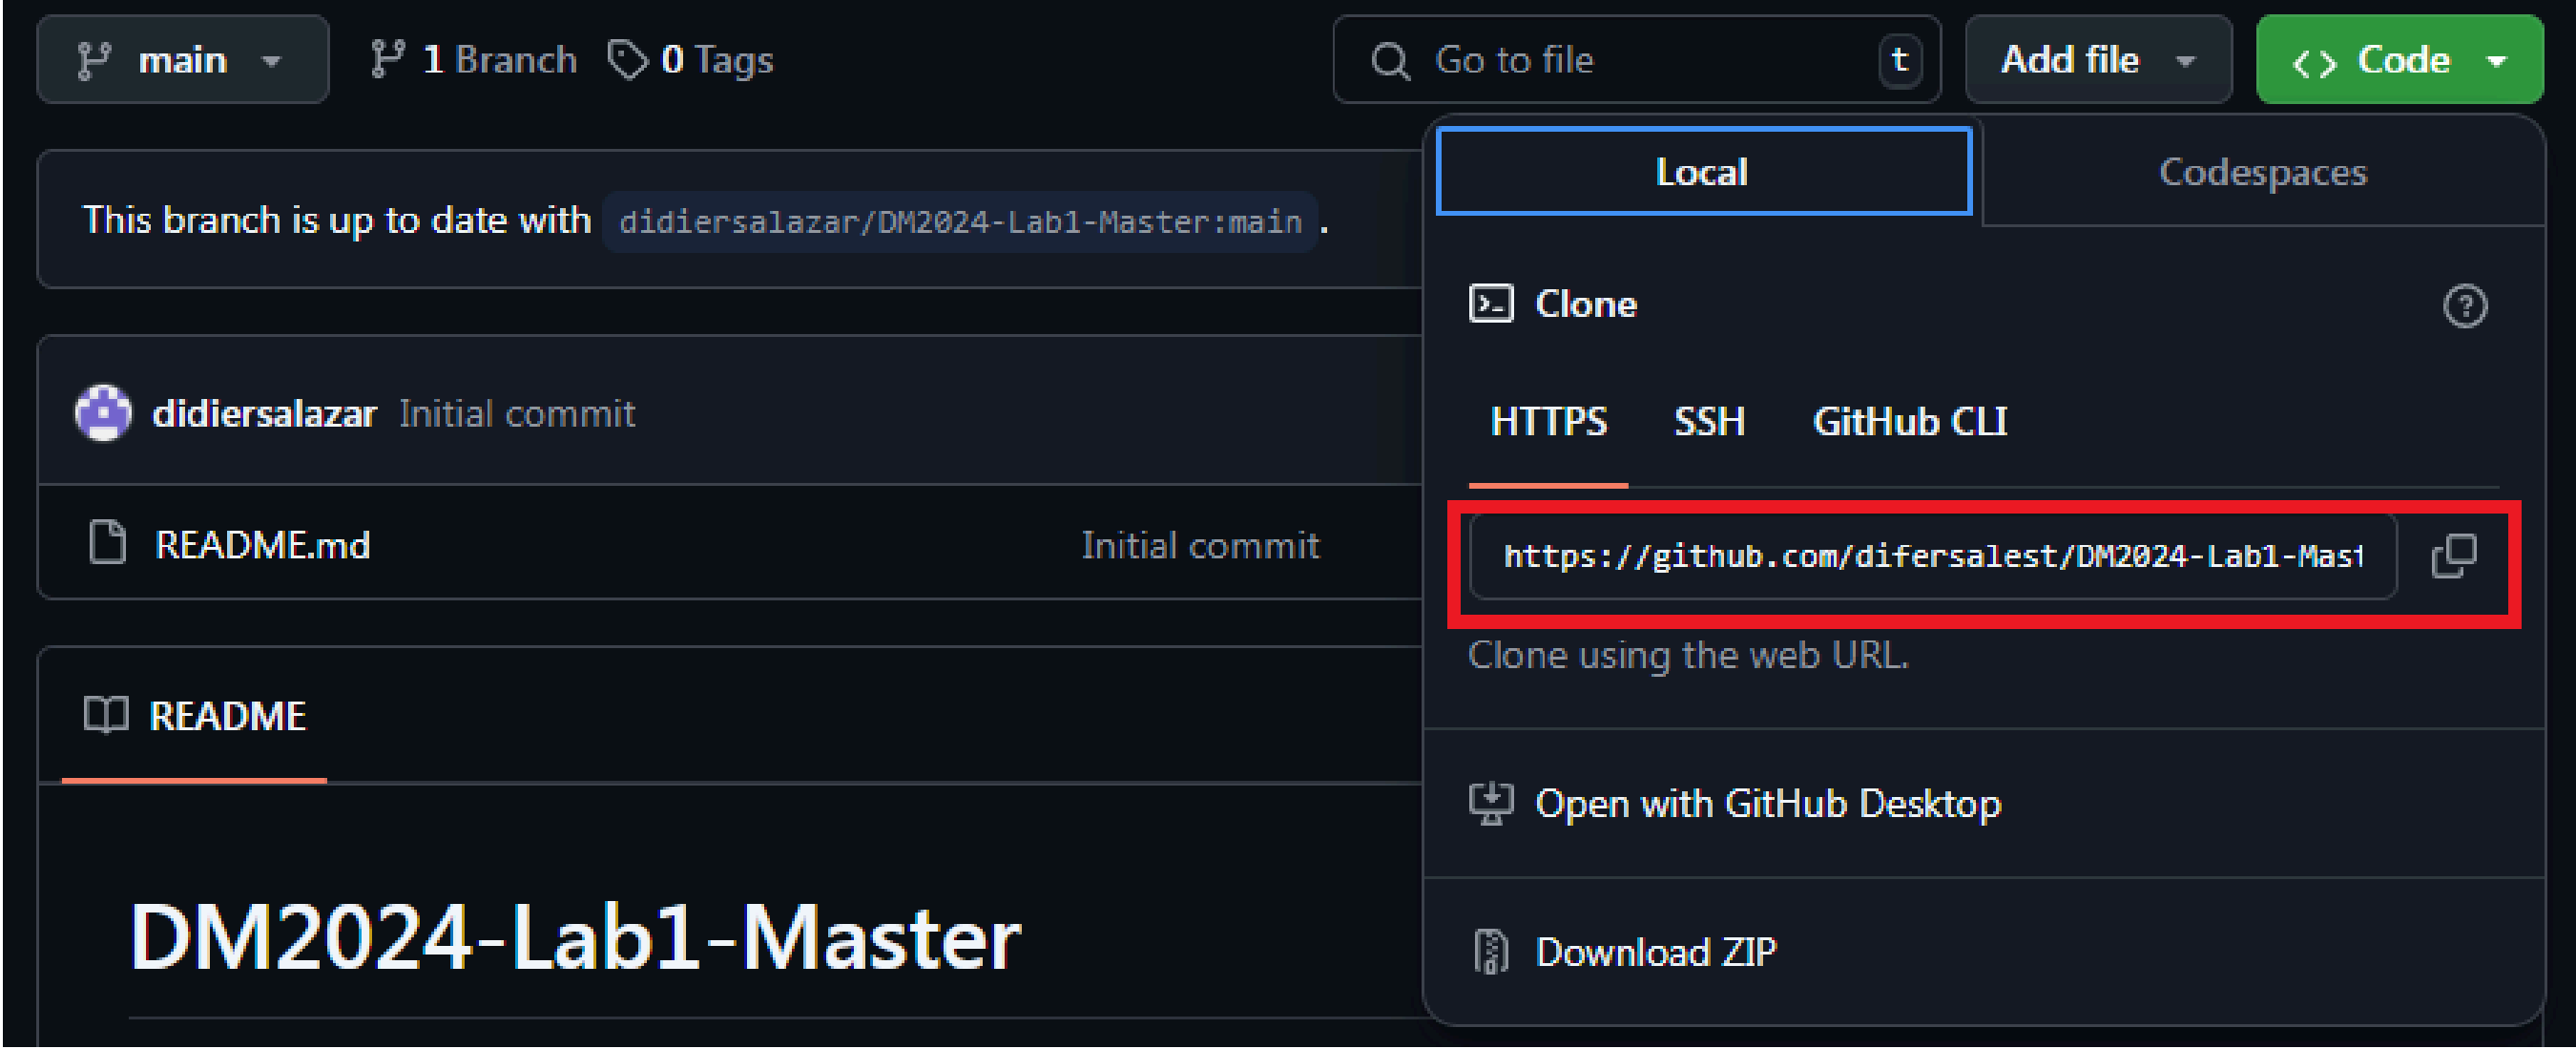 main 1 Branch 0 Tags Go to file t Add file <> Code
Local Codespaces
This branch is up to date with didiersalazar/DM2024-Lab1-Master:main .
Clone
didiersalazar Initial commit
HTTPS SSH GitHub CLI
README.md Initial commit
https://github.com/difersalest/DM2024-Lab1-Mast
Clone using the web URL.
README
Open with GitHub Desktop
DM2024-Lab1-Master
Download ZIP